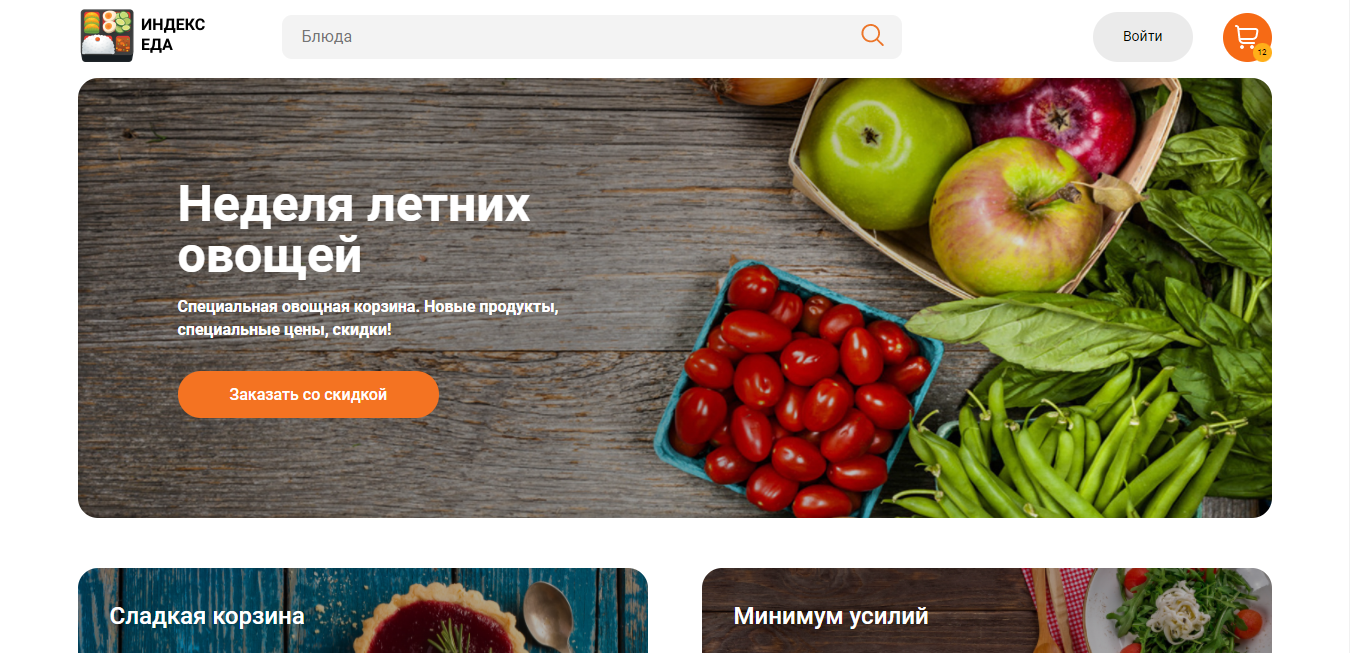 ИНДЕКС
ЕДА
Блюда
Войти
12
Неделя летних
овощей
Специальная овощная корзина. Новые продукты,
специальные цены, скидки!
Заказать со скидкой
Сладкая корзина
Минимум усилий